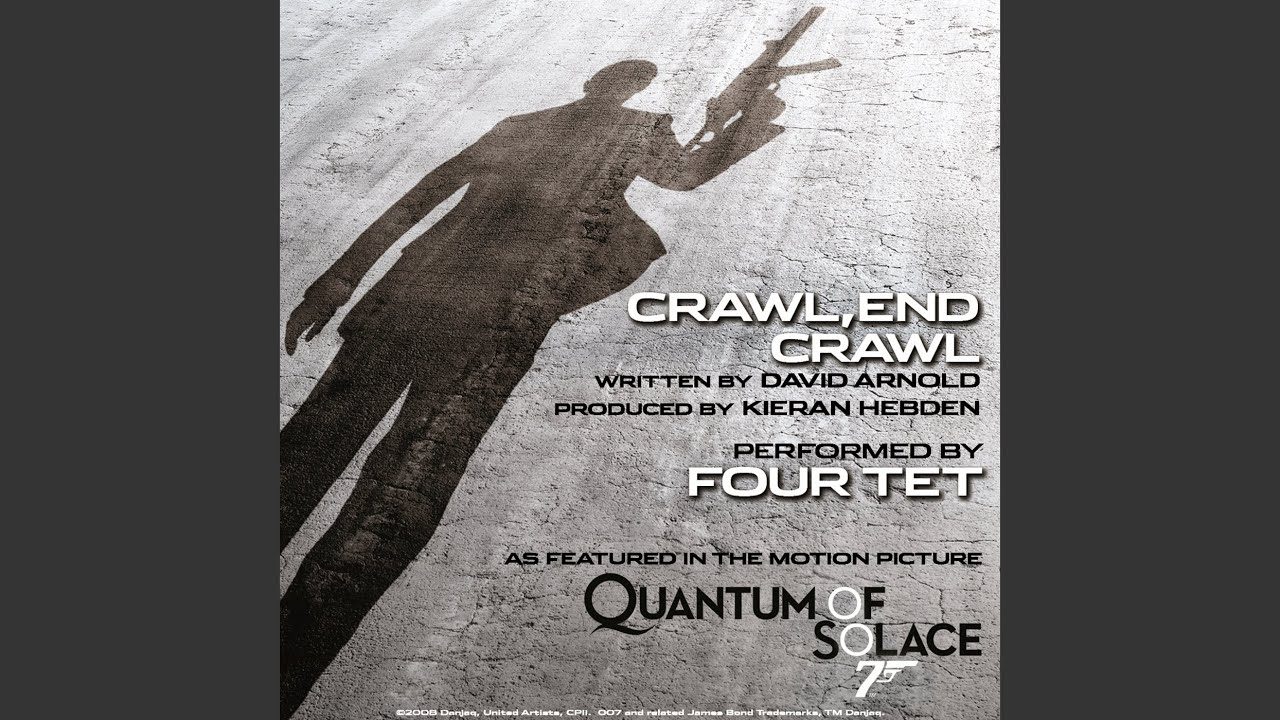 CRAWL, END
CRAWL
WRITTEN BY DAVID ARNOLD
PRODUCED BY KIERAN HEBDEN
PERFORMED BY
FOUR TET
AS FEATURED IN THE MOTION PICTURE
QUANTUM OF
SOLACE
7
©2008 Danjaq, United Artists, CPII. 007 and related James Bond Trademarks, TM Danjaq.